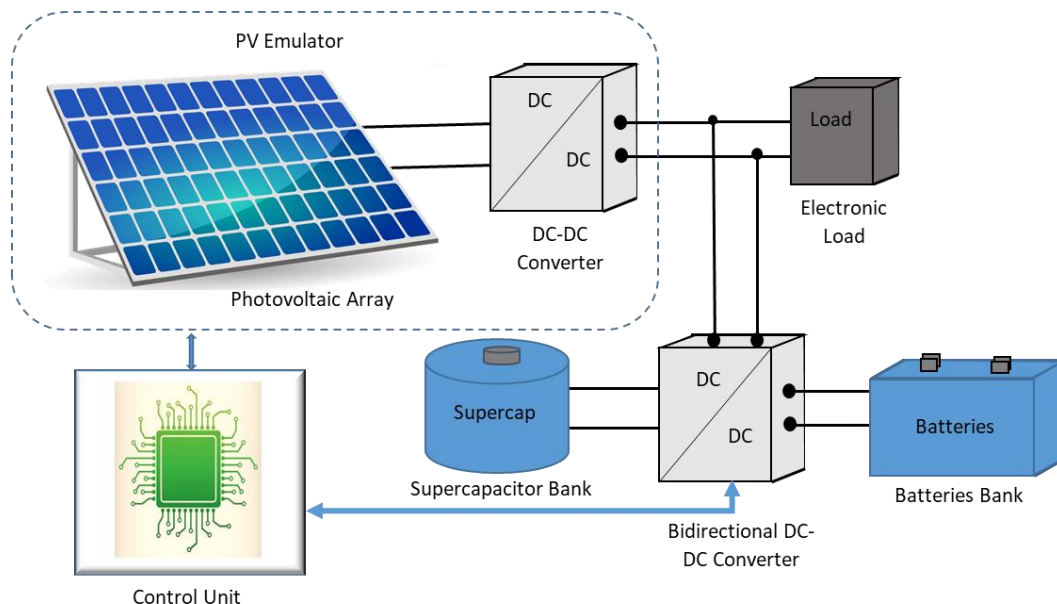 PV Emulator
DC
DC
Load
DC-DC
Converter
Electronic
Load
Photovoltaic Array
Supercap
DC
DC
Batteries
Supercapacitor Bank
Batteries Bank
Bidirectional DC-
DC Converter
Control Unit